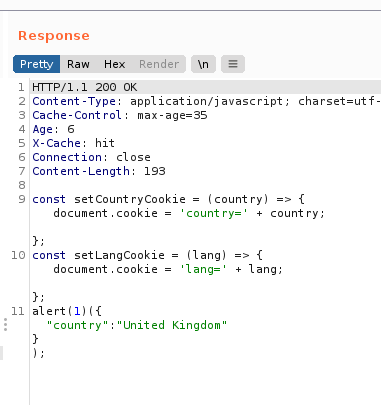 Response
Pretty Raw Hex Render \n ≡
1 HTTP/1.1 200 OK
2 Content-Type: application/javascript; charset=utf-
3 Cache-Control: max-age=35
4 Age: 6
5 X-Cache: hit
6 Connection: close
7 Content-Length: 193
8
9 const setCountryCookie = (country) => {
document.cookie = 'country=' + country;
};
10 const setLangCookie = (lang) => {
document.cookie = 'lang=' + lang;
};
11 alert(1)({
"country":"United Kingdom"
}
);